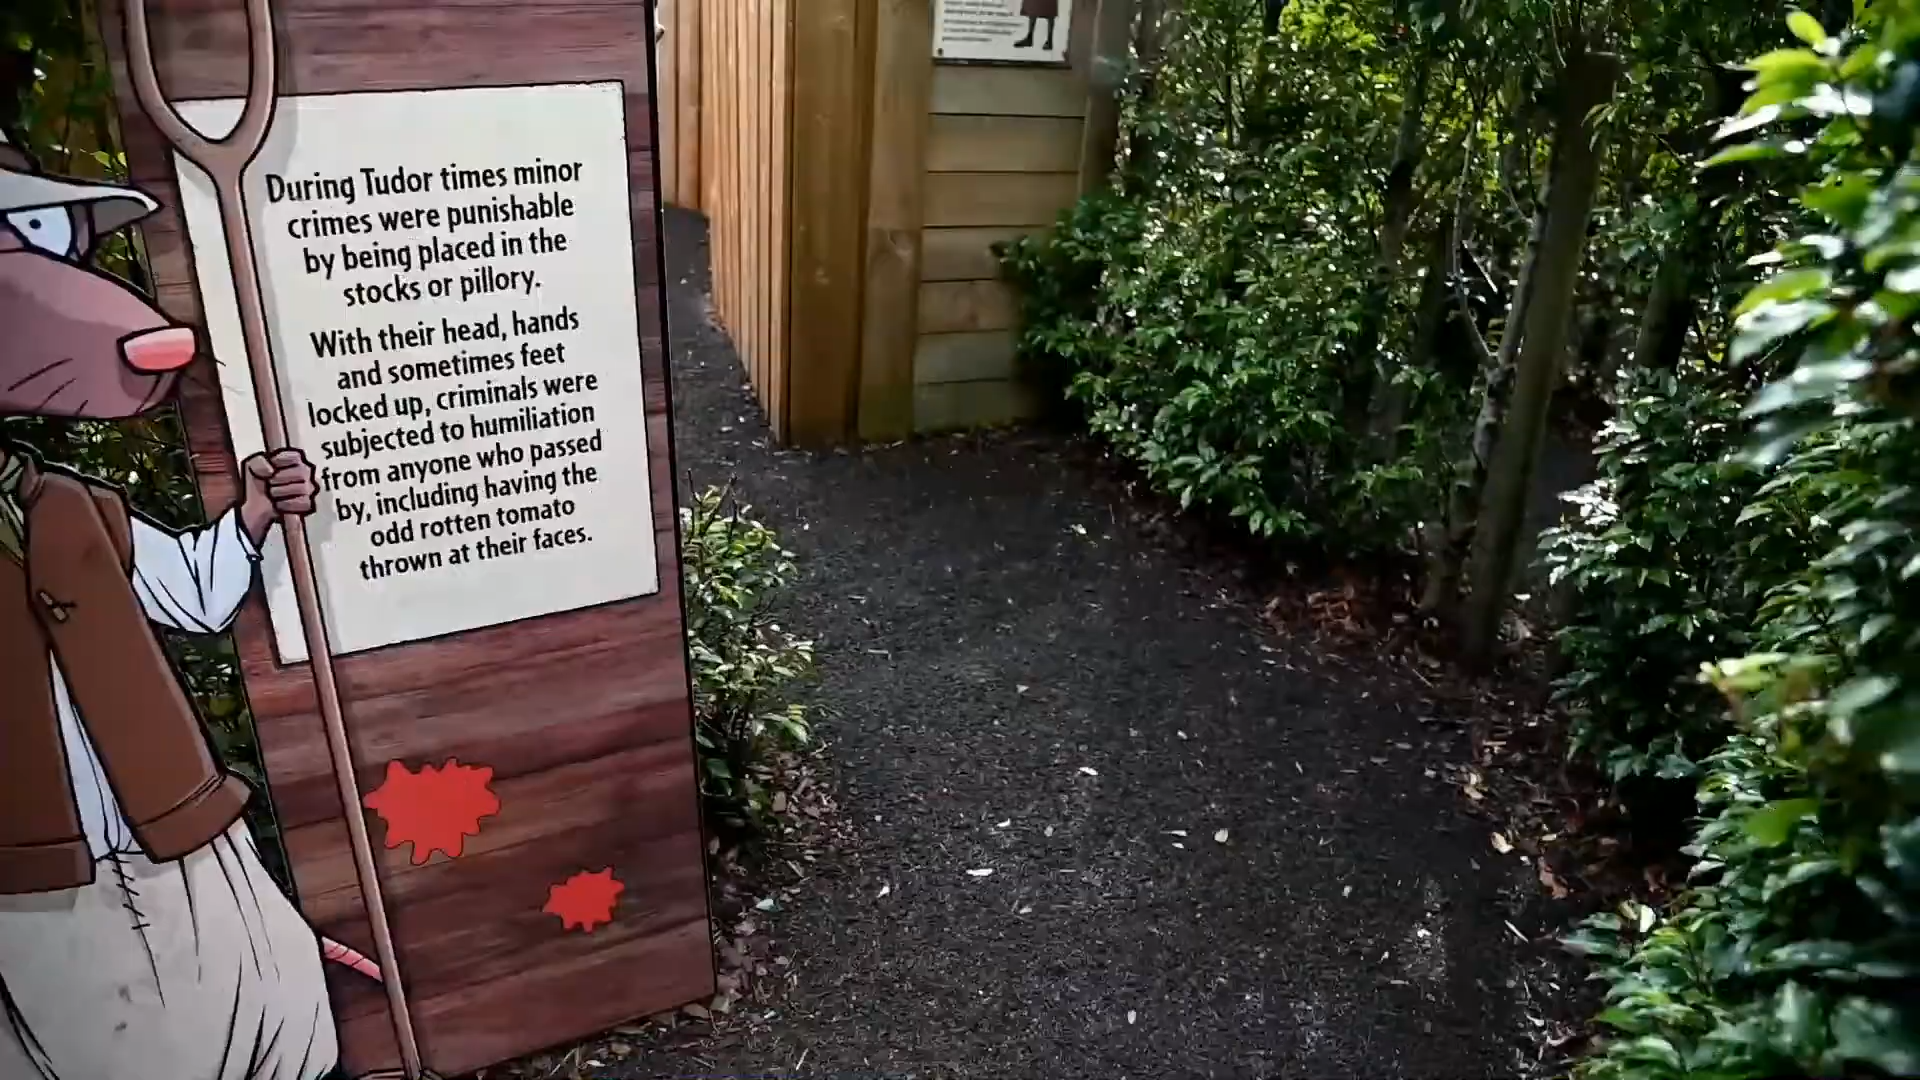 During Tudor times minor
crimes were punishable
by being placed in the
stocks or pillory.
With their head, hands
and sometimes feet
locked up, criminals were
subjected to humiliation
from anyone who passed
by, including having the
odd rotten tomato
thrown at their faces.